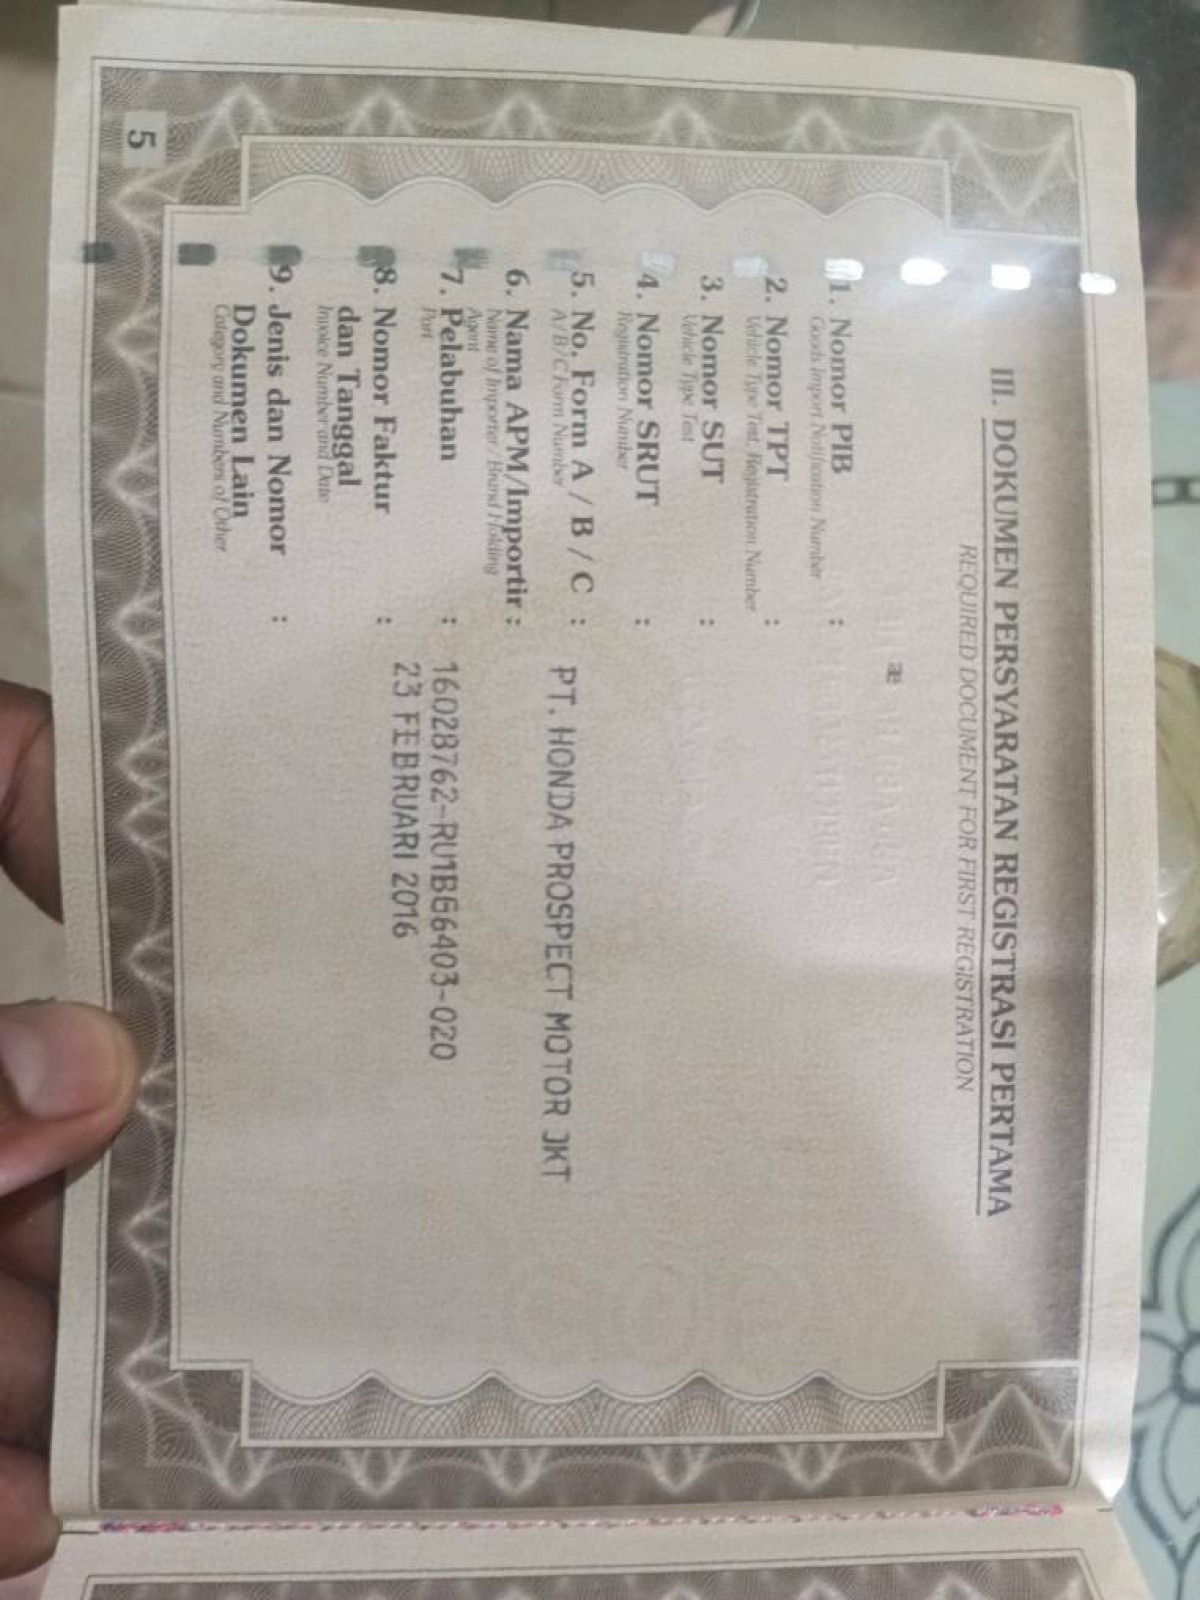 III. DOKUMEN PERSYARATAN REGISTRASI PERTAMA
REQUIRED DOCUMENT FOR FIRST REGISTRATION
æ
1. Nomor PIB :
Goods Import Notification Number
2. Nomor TPT :
Vehicle Type Test, Registration Number
3. Nomor SUT :
Vehicle Type Test
4. Nomor SRUT :
Registration Number
5. No. Form A / B / C :
A / B / C Form Number
PT. HONDA PROSPECT MOTOR JKT
6. Nama APM/Importir :
Name of Importer / Brand Holding
Agent
7. Pelabuhan :
Port
16028762-RU1BG6403-020
23 FEBRUARI 2016
8. Nomor Faktur :
dan Tanggal
Invoice Number and Date
9. Jenis dan Nomor :
Dokumen Lain
Category and Numbers of Other
5